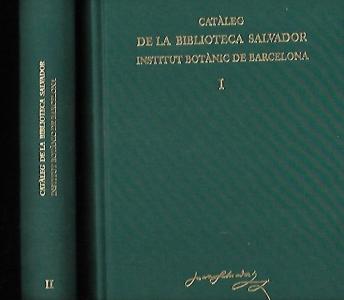 CATÀLEG DE LA BIBLIOTECA SALVADOR
INSTITUT BOTÀNIC DE BARCELONA
II
CATÀLEG
DE LA BIBLIOTECA SALVADOR
INSTITUT BOTÀNIC DE BARCELONA
I